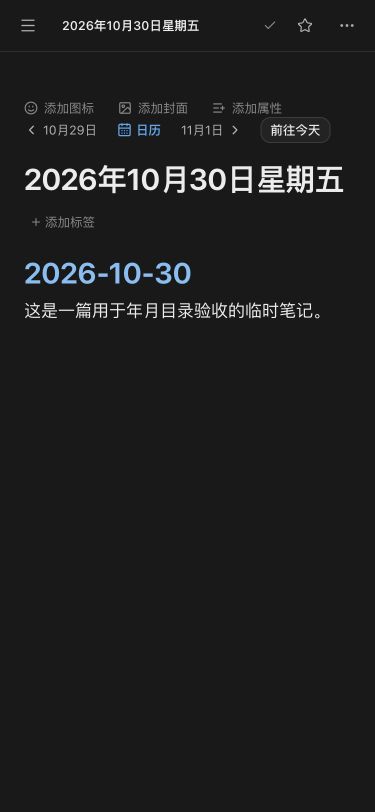 2026年10月30日星期五
添加图标 添加封面 添加属性
10月29日 日历 11月1日 前往今天
2026年10月30日星期五
+ 添加标签
2026-10-30
这是一篇用于年月目录验收的临时笔记。